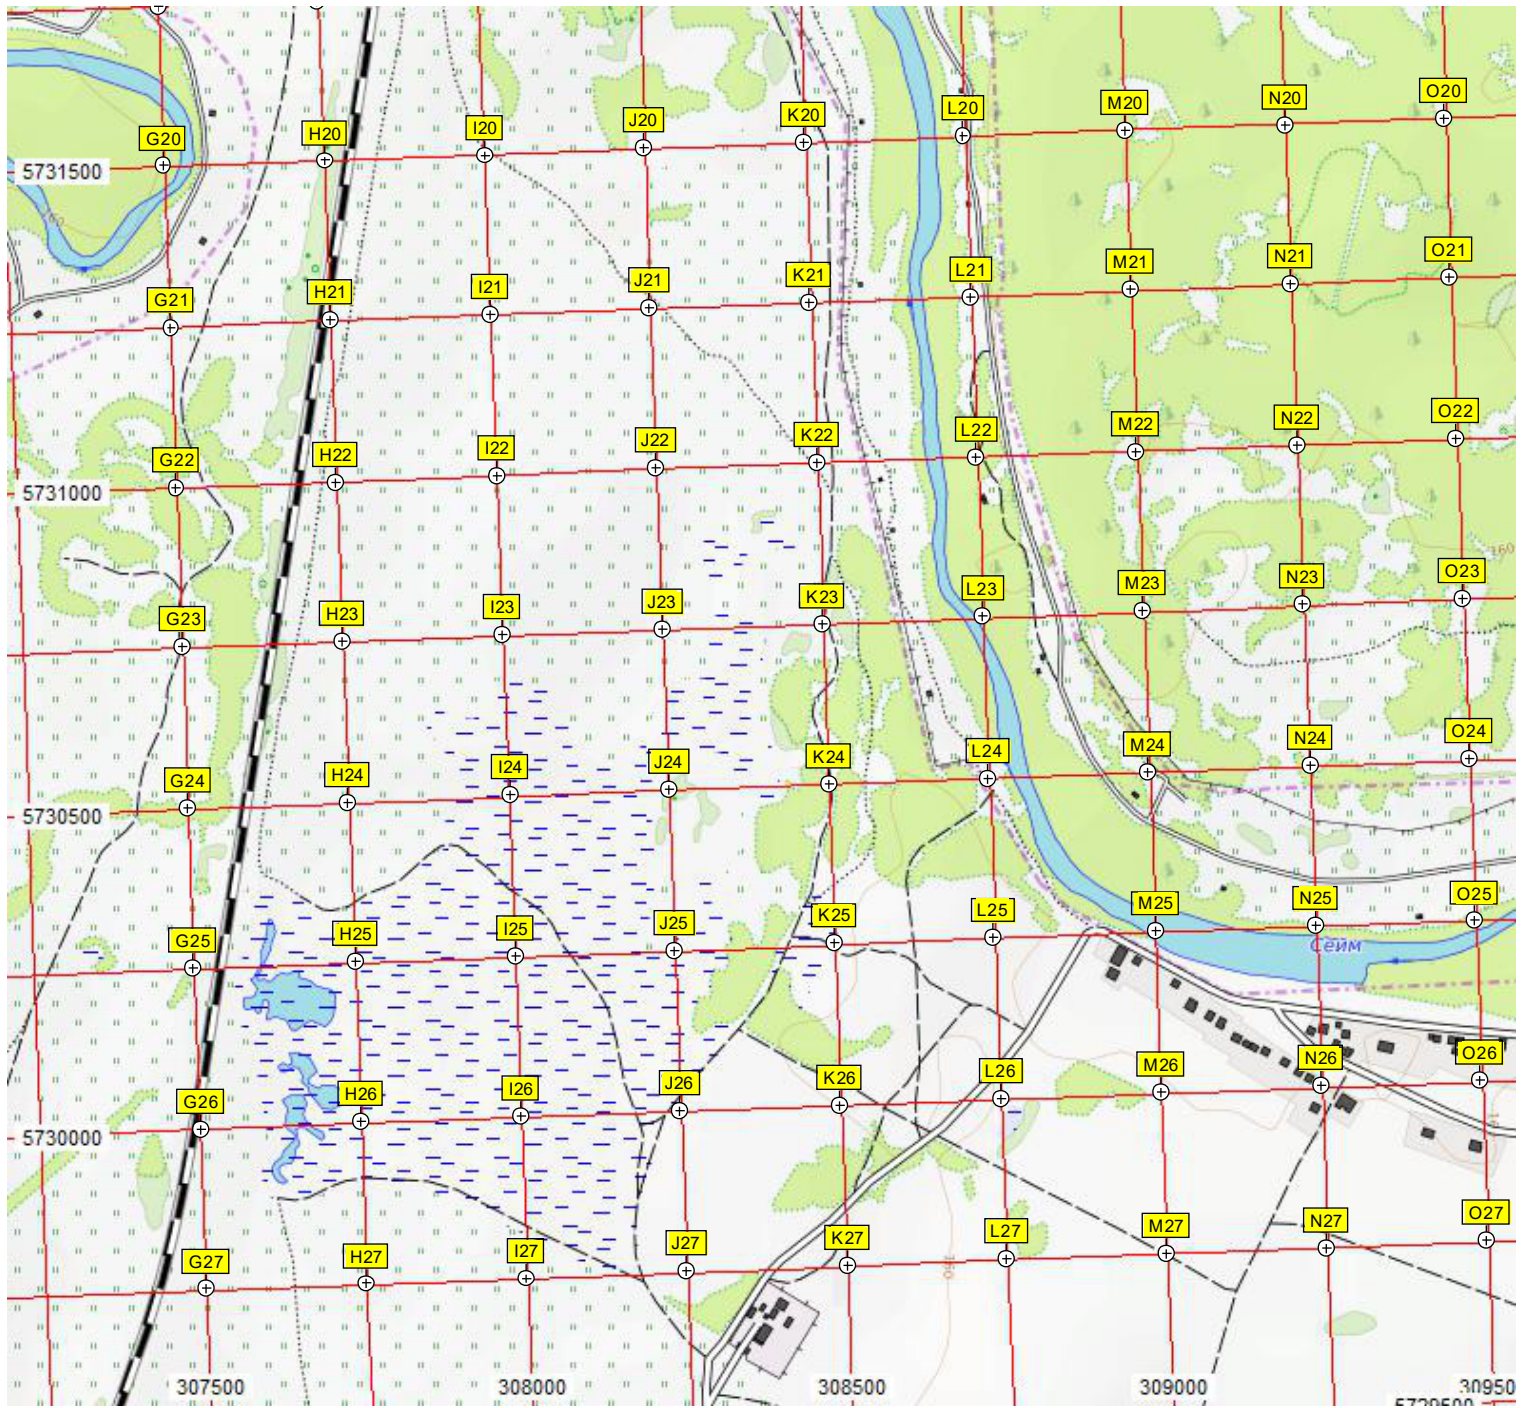 G20 H20 I20 J20 K20 L20 M20 N20 O20
5731500
160
G21 H21 I21 J21 K21 L21 M21 N21 O21
G22 H22 I22 J22 K22 L22 M22 N22 O22
5731000
160
G23 H23 I23 J23 K23 L23 M23 N23 O23
G24 H24 I24 J24 K24 L24 M24 N24 O24
5730500
G25 H25 I25 J25 K25 L25 M25 N25 O25
Сейм
G26 H26 I26 J26 K26 L26 M26 N26 O26
5730000
G27 H27 I27 J27 K27 L27 M27 N27 O27
160
307500 308000 308500 309000 309500
5729500